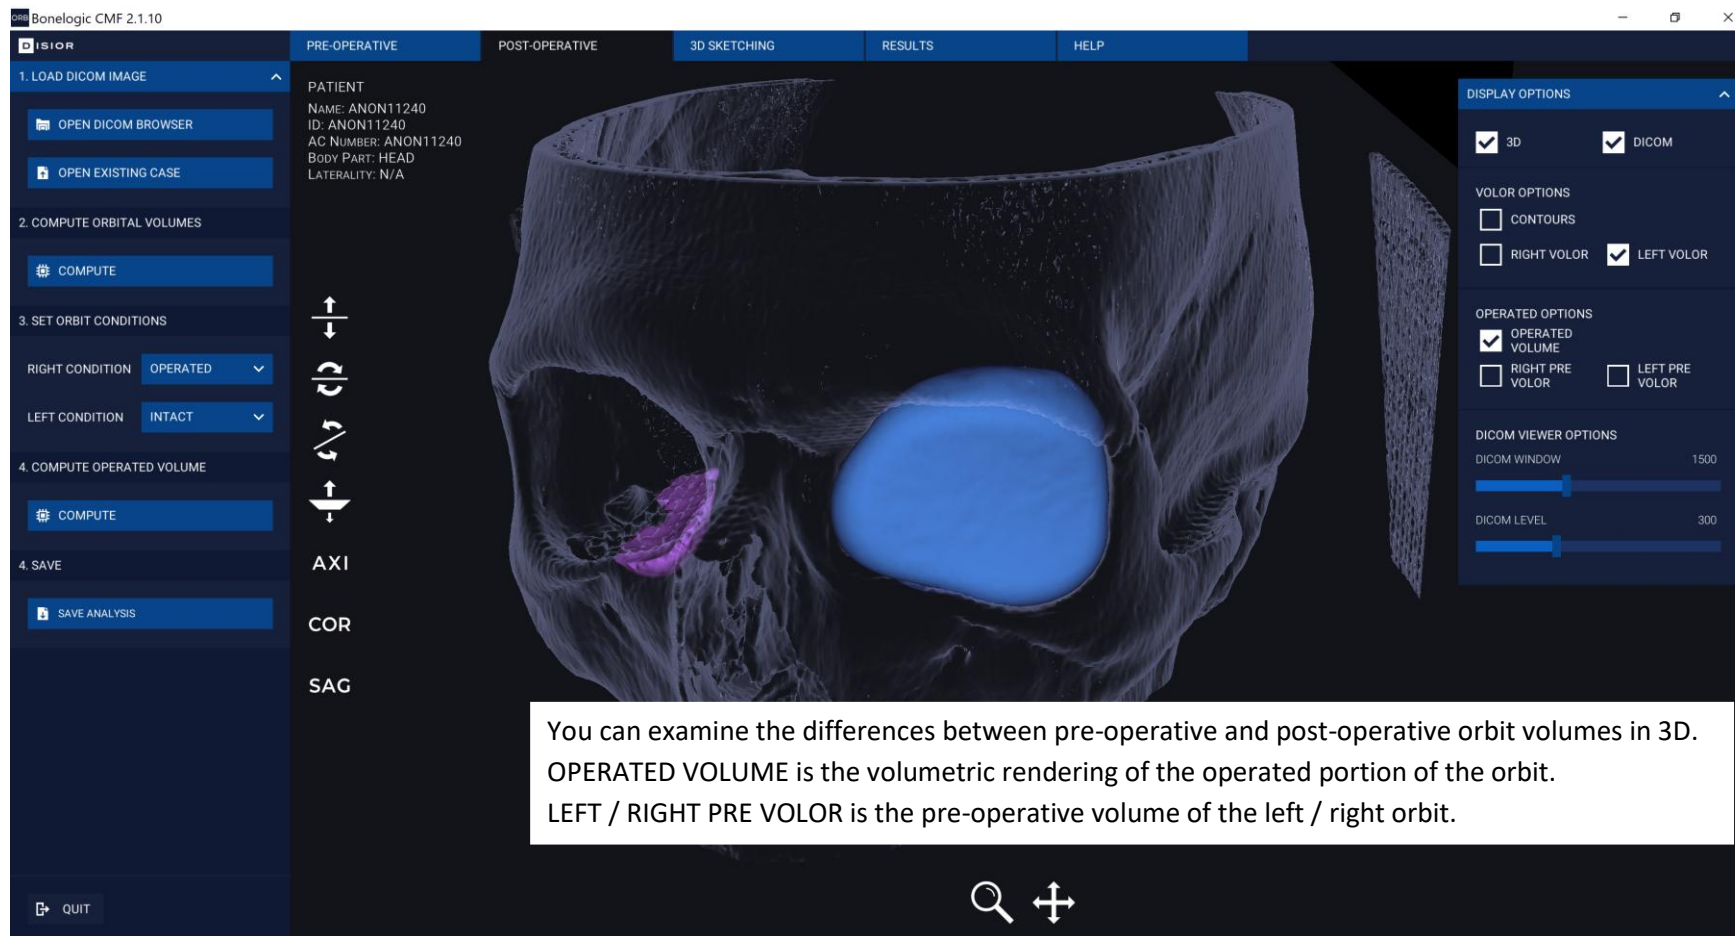 ORB Bonelogic CMF 2.1.10
DISIOR
PRE-OPERATIVE
POST-OPERATIVE
3D SKETCHING
RESULTS
HELP
1. LOAD DICOM IMAGE
OPEN DICOM BROWSER
OPEN EXISTING CASE
2. COMPUTE ORBITAL VOLUMES
COMPUTE
3. SET ORBIT CONDITIONS
RIGHT CONDITION OPERATED
LEFT CONDITION INTACT
4. COMPUTE OPERATED VOLUME
COMPUTE
4. SAVE
SAVE ANALYSIS
QUIT
PATIENT
NAME: ANON11240
ID: ANON11240
AC NUMBER: ANON11240
BODY PART: HEAD
LATERALITY: N/A
AXI
COR
SAG
DISPLAY OPTIONS
3D DICOM
VOLOR OPTIONS
CONTOURS
RIGHT VOLOR LEFT VOLOR
OPERATED OPTIONS
OPERATED
VOLUME
RIGHT PRE
VOLOR
LEFT PRE
VOLOR
DICOM VIEWER OPTIONS
DICOM WINDOW 1500
DICOM LEVEL 300
You can examine the differences between pre-operative and post-operative orbit volumes in 3D.
OPERATED VOLUME is the volumetric rendering of the operated portion of the orbit.
LEFT / RIGHT PRE VOLOR is the pre-operative volume of the left / right orbit.